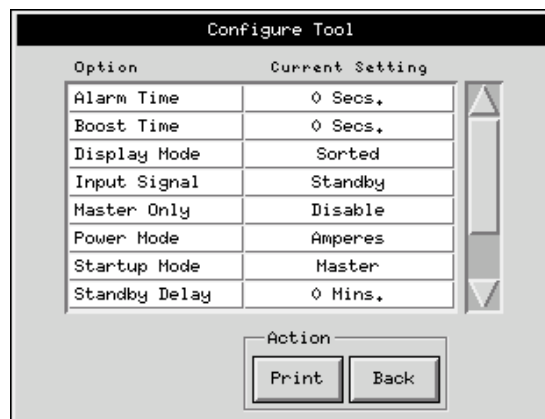 Configure Tool
Option Current Setting
Alarm Time 0 Secs.
Boost Time 0 Secs.
Display Mode Sorted
Input Signal Standby
Master Only Disable
Power Mode Amperes
Startup Mode Master
Standby Delay 0 Mins.
Action
Print Back